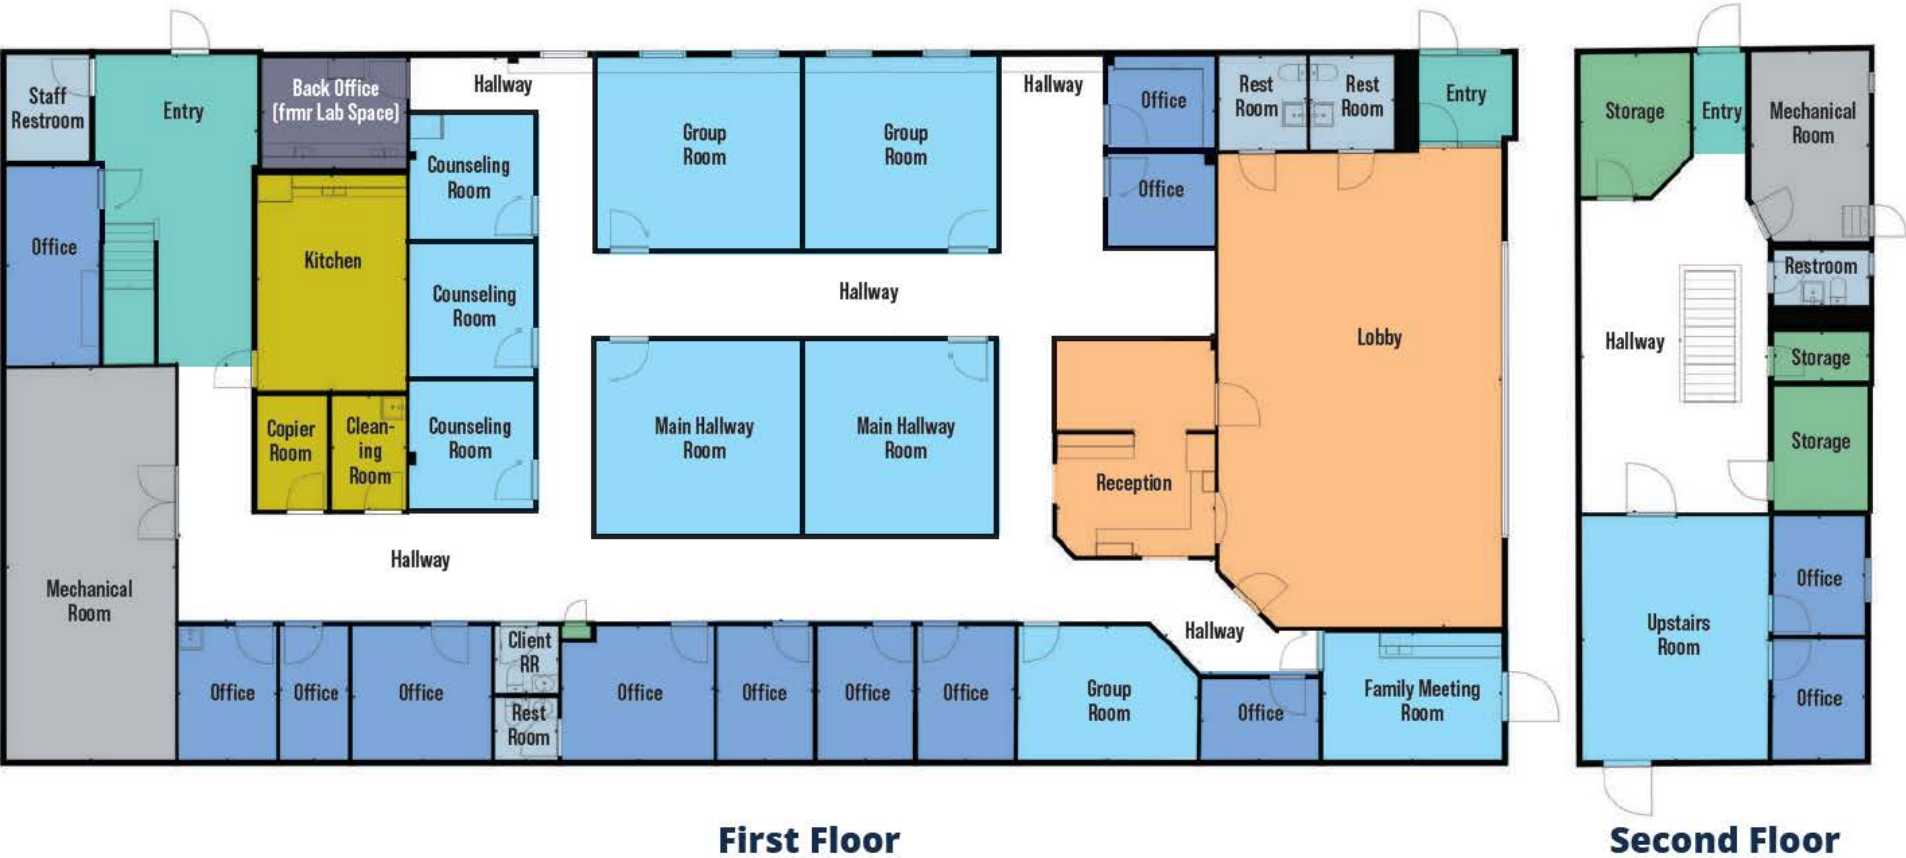 Staff
Restroom
Entry
Back Office
(frmr Lab Space)
Hallway
Group
Room
Group
Room
Hallway
Office
Rest
Room
Rest
Room
Entry
Counseling
Room
Office
Office
Kitchen
Counseling
Room
Hallway
Lobby
Copier
Room
Clean-
ing
Room
Counseling
Room
Main Hallway
Room
Main Hallway
Room
Reception
Hallway
Mechanical
Room
Client
RR
Hallway
Office
Office
Office
Rest
Room
Office
Office
Office
Office
Group
Room
Office
Family Meeting
Room
First Floor
Storage
Entry
Mechanical
Room
Restroom
Hallway
Storage
Storage
Office
Upstairs
Room
Office
Second Floor